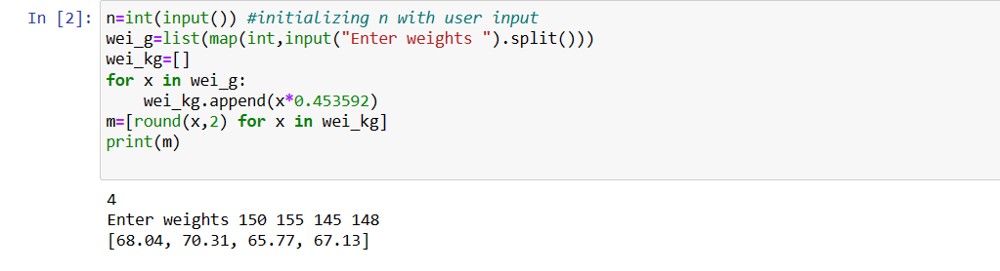 In [2]: n=int(input()) #initializing n with user input
wei_g=list(map(int,input("Enter weights ").split()))
wei_kg=[]
for x in wei_g:
    wei_kg.append(x*0.453592)
m=[round(x,2) for x in wei_kg]
print(m)
4
Enter weights 150 155 145 148
[68.04, 70.31, 65.77, 67.13]